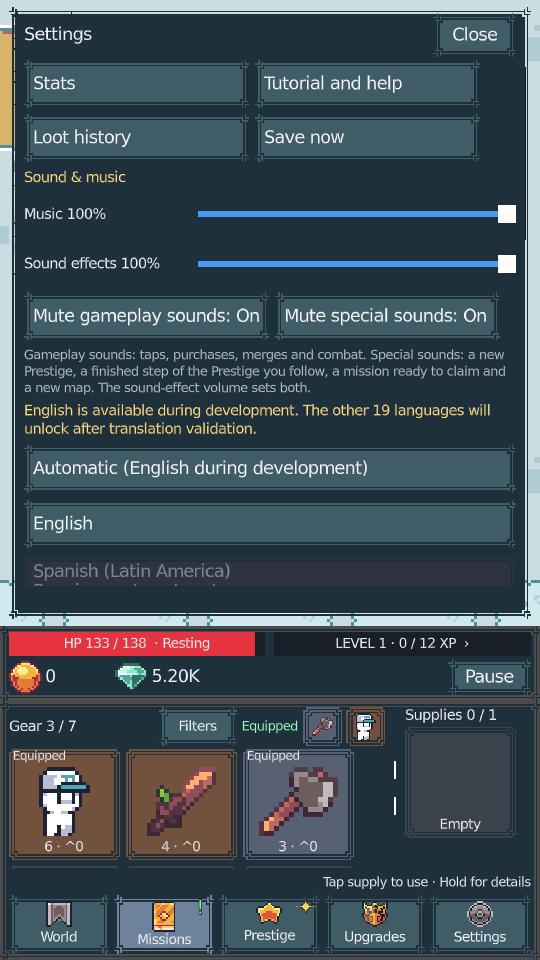 Settings
Close
Stats
Tutorial and help
Loot history
Save now
Sound & music
Music 100%
Sound effects 100%
Mute gameplay sounds: On
Mute special sounds: On
Gameplay sounds: taps, purchases, merges and combat. Special sounds: a new
Prestige, a finished step of the Prestige you follow, a mission ready to claim and
a new map. The sound-effect volume sets both.
English is available during development. The other 19 languages will
unlock after translation validation.
Automatic (English during development)
English
Spanish (Latin America)
HP 133 / 138 · Resting
LEVEL 1 · 0 / 12 XP ›
0
5.20K
Pause
Gear 3 / 7
Filters
Equipped
Supplies 0 / 1
Equipped
Equipped
6 · ^0
4 · ^0
3 · ^0
Empty
Tap supply to use · Hold for details
World
Missions
Prestige
Upgrades
Settings